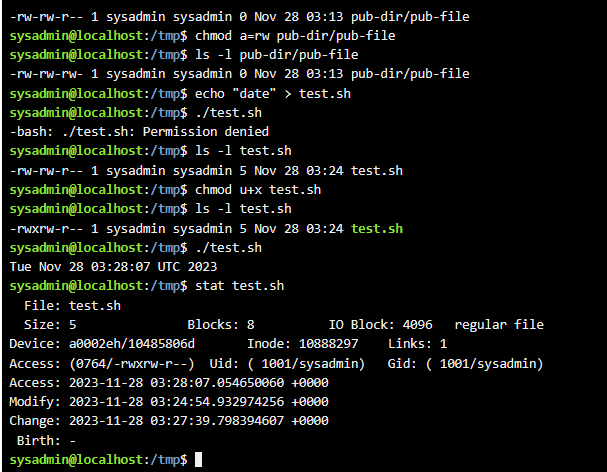 -rw-rw-r-- 1 sysadmin sysadmin 0 Nov 28 03:13 pub-dir/pub-file
sysadmin@localhost:/tmp$ chmod a=rw pub-dir/pub-file
sysadmin@localhost:/tmp$ ls -l pub-dir/pub-file
-rw-rw-rw- 1 sysadmin sysadmin 0 Nov 28 03:13 pub-dir/pub-file
sysadmin@localhost:/tmp$ echo "date" > test.sh
sysadmin@localhost:/tmp$ ./test.sh
-bash: ./test.sh: Permission denied
sysadmin@localhost:/tmp$ ls -l test.sh
-rw-rw-r-- 1 sysadmin sysadmin 5 Nov 28 03:24 test.sh
sysadmin@localhost:/tmp$ chmod u+x test.sh
sysadmin@localhost:/tmp$ ls -l test.sh
-rwxrw-r-- 1 sysadmin sysadmin 5 Nov 28 03:24 test.sh
sysadmin@localhost:/tmp$ ./test.sh
Tue Nov 28 03:28:07 UTC 2023
sysadmin@localhost:/tmp$ stat test.sh
  File: test.sh
  Size: 5               Blocks: 8          IO Block: 4096   regular file
Device: a0002eh/10485806d       Inode: 10888297    Links: 1
Access: (0764/-rwxrw-r--)  Uid: ( 1001/sysadmin)   Gid: ( 1001/sysadmin)
Access: 2023-11-28 03:28:07.054650060 +0000
Modify: 2023-11-28 03:24:54.932974256 +0000
Change: 2023-11-28 03:27:39.798394607 +0000
 Birth: -
sysadmin@localhost:/tmp$